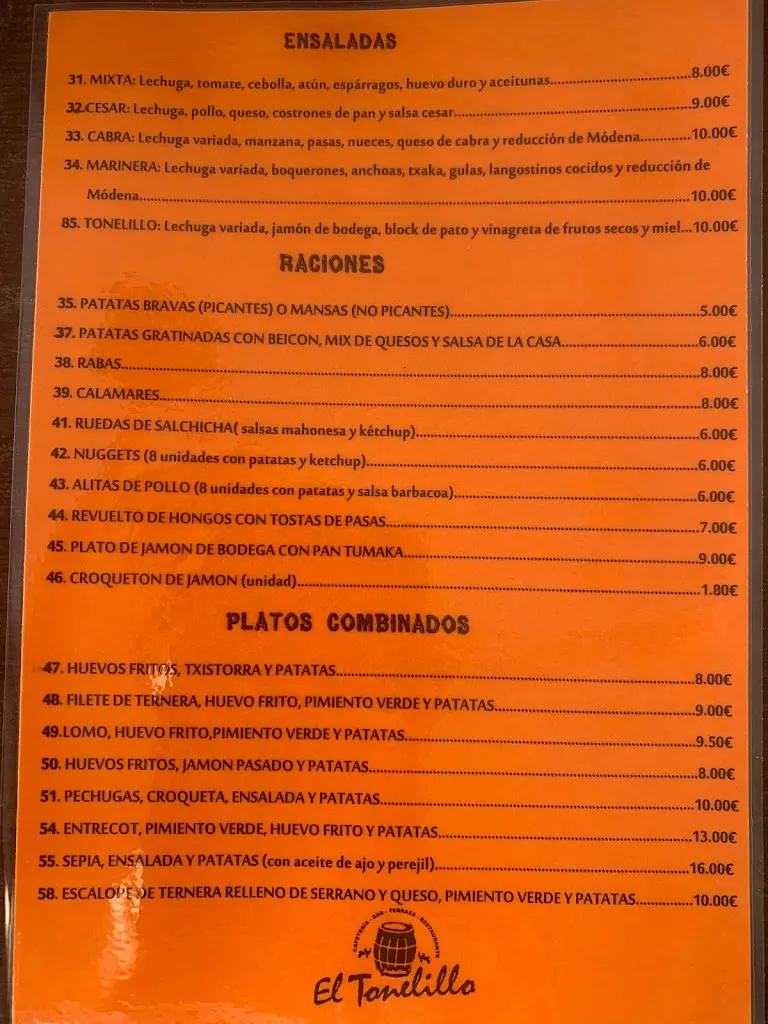 ENSALADAS
31. MIXTA: Lechuga, tomate, cebolla, atún, espárragos, huevo duro y aceitunas.....8.00€
32.CESAR: Lechuga, pollo, queso, costrones de pan y salsa cesar.....9.00€
33. CABRA: Lechuga variada, manzana, pasas, nueces, queso de cabra y reducción de Módena.....10.00€
34. MARINERA: Lechuga variada, boquerones, anchoas, txaka, gulas, langostinos cocidos y reducción de
Módena.....10.00€
85. TONELILLO: Lechuga variada, jamón de bodega, block de pato y vinagreta de frutos secos y miel...10.00€
RACIONES
35. PATATAS BRAVAS (PICANTES) O MANSAS (NO PICANTES).....5.00€
37. PATATAS GRATINADAS CON BEICON, MIX DE QUESOS Y SALSA DE LA CASA.....6.00€
38. RABAS.....8.00€
39. CALAMARES.....8.00€
41. RUEDAS DE SALCHICHA( salsas mahonesa y kétchup).....6.00€
42. NUGGETS (8 unidades con patatas y ketchup).....6.00€
43. ALITAS DE POLLO (8 unidades con patatas y salsa barbacoa).....6.00€
44. REVUELTO DE HONGOS CON TOSTAS DE PASAS.....7.00€
45. PLATO DE JAMON DE BODEGA CON PAN TUMAKA.....9.00€
46. CROQUETON DE JAMON (unidad).....1.80€
PLATOS COMBINADOS
47. HUEVOS FRITOS, TXISTORRA Y PATATAS.....8.00€
48. FILETE DE TERNERA, HUEVO FRITO, PIMIENTO VERDE Y PATATAS.....9.00€
49.LOMO, HUEVO FRITO,PIMIENTO VERDE Y PATATAS.....9.50€
50. HUEVOS FRITOS, JAMON PASADO Y PATATAS.....8.00€
51. PECHUGAS, CROQUETA, ENSALADA Y PATATAS.....10.00€
54. ENTRECOT, PIMIENTO VERDE, HUEVO FRITO Y PATATAS.....13.00€
55. SEPIA, ENSALADA Y PATATAS (con aceite de ajo y perejil).....16.00€
58. ESCALOPE DE TERNERA RELLENO DE SERRANO Y QUESO, PIMIENTO VERDE Y PATATAS.....10.00€
CAFETERÍA - BAR - TERRAZA - RESTAURANTE
El Tonelillo